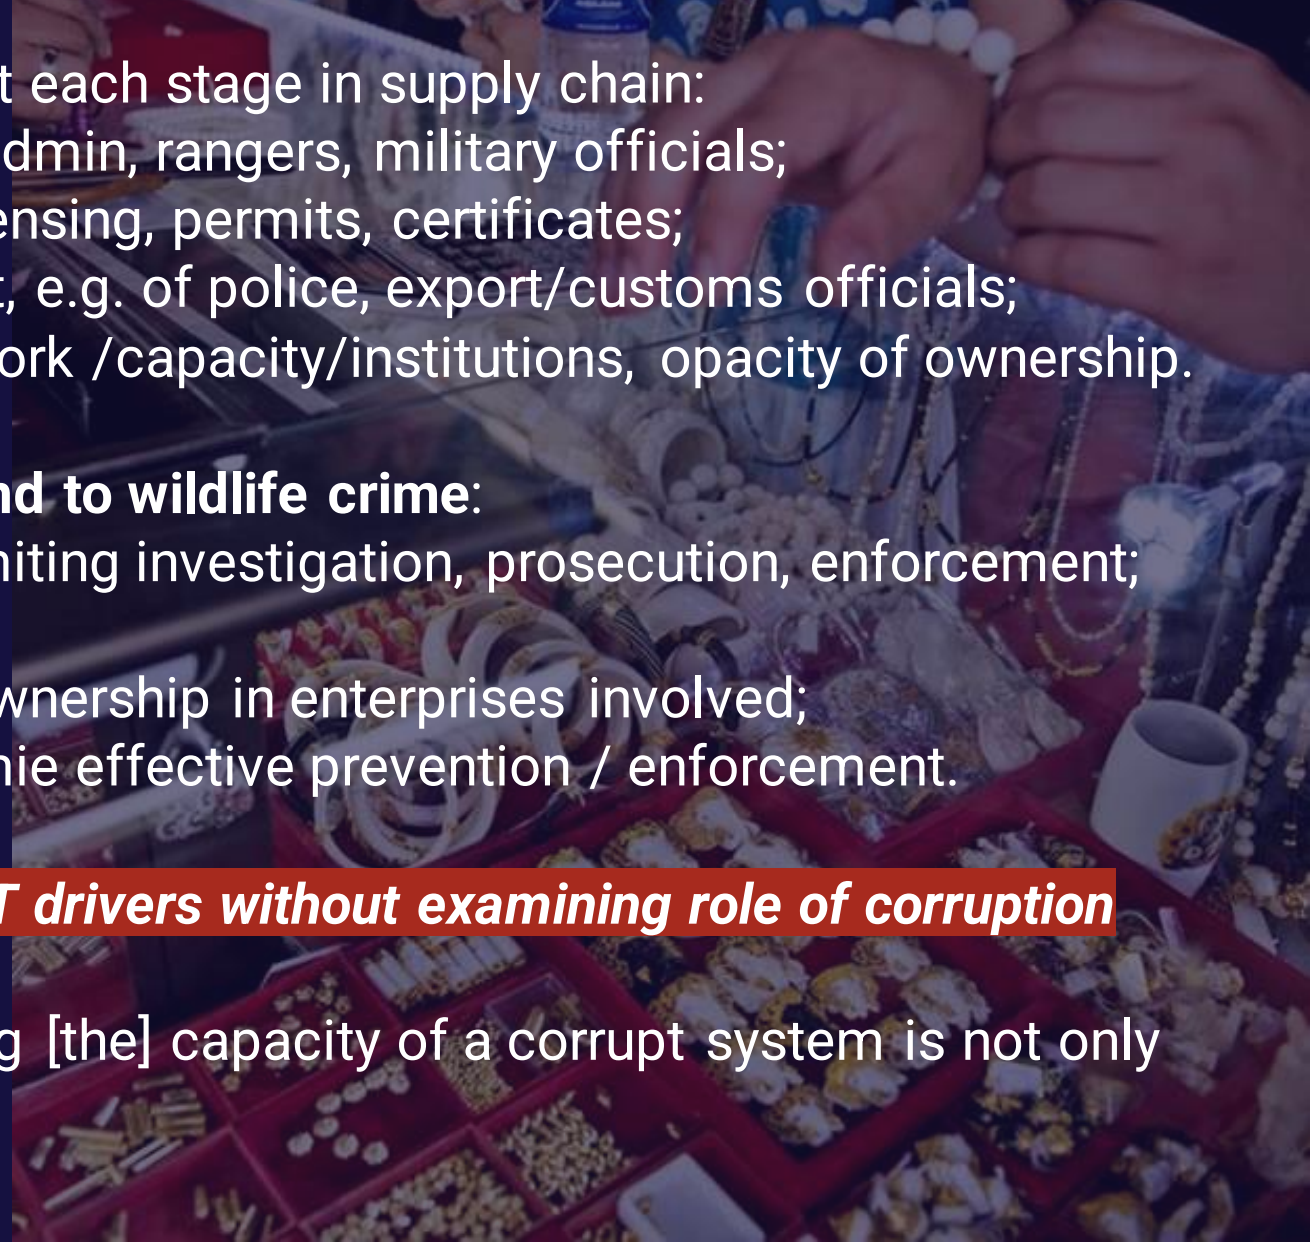 t each stage in supply chain:
dmin, rangers, military officials;
ensing, permits, certificates;
, e.g. of police, export/customs officials;
ork /capacity/institutions, opacity of ownership.
nd to wildlife crime:
iting investigation, prosecution, enforcement;
wnership in enterprises involved;
nie effective prevention / enforcement.
T drivers without examining role of corruption
g [the] capacity of a corrupt system is not only